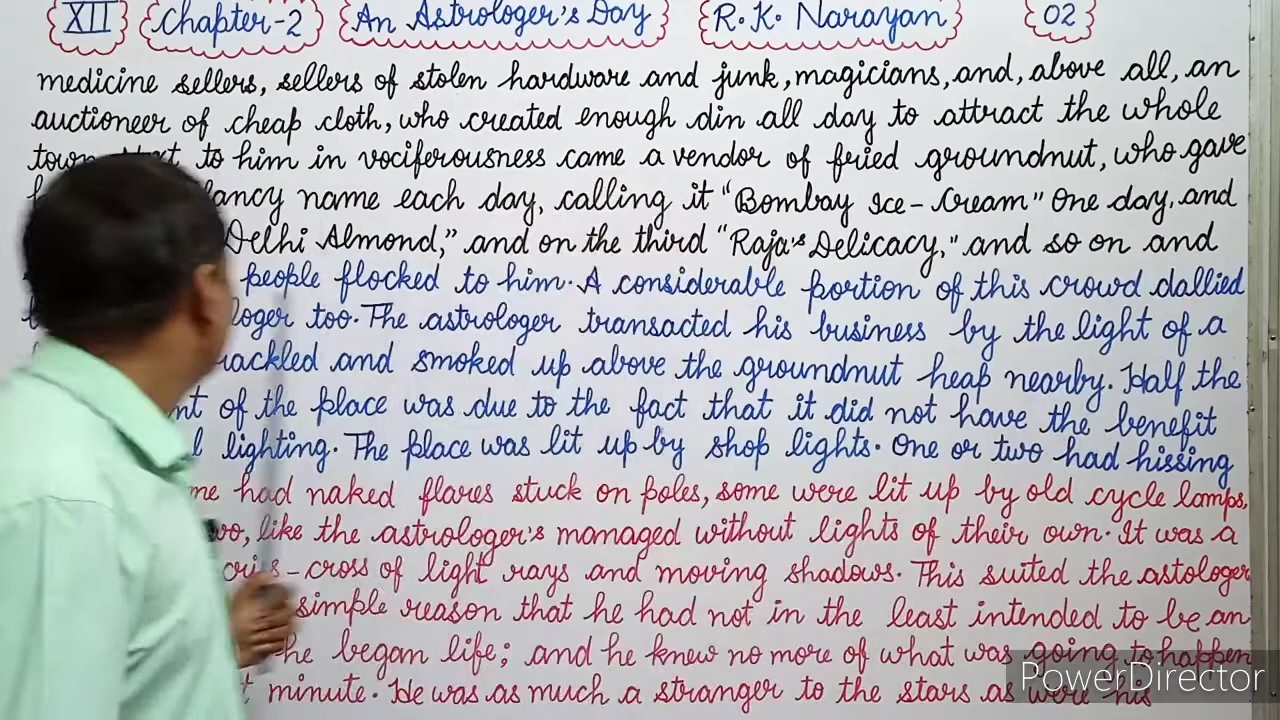 XII Chapter-2 An Astrologer's Day R. K. Narayan 02
medicine sellers, sellers of stolen hardware and junk, magicians, and, above all, an
auctioneer of cheap cloth, who created enough din all day to attract the whole
town to him in vociferousness came a vendor of fried groundnut, who gave
fancy name each day, calling it "Bombay Ice-Cream" One day, and
Delhi Almond," and on the third "Raja's Delicacy," and so on and
people flocked to him. A considerable portion of this crowd dallied
loger too. The astrologer transacted his business by the light of a
rackled and smoked up above the groundnut heap nearby. Half the
nt of the place was due to the fact that it did not have the benefit
l lighting. The place was lit up by shop lights. One or two had hissing
me had naked flares stuck on poles, some were lit up by old cycle lamps,
wo, like the astrologer's managed without lights of their own. It was a
cris-cross of light rays and moving shadows. This suited the astologer
simple reason that he had not in the least intended to be an
he began life; and he knew no more of what was going to happen
t minute. He was as much a stranger to the stars as were his
PowerDirector